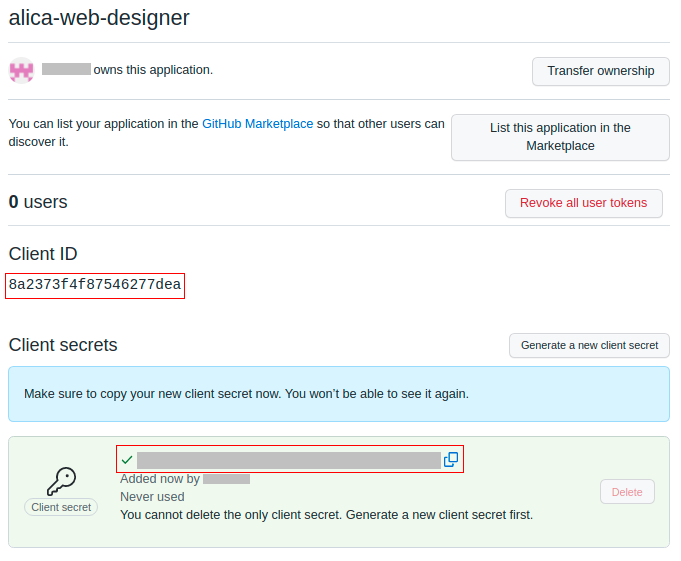 alica-web-designer
owns this application.
Transfer ownership
You can list your application in the GitHub Marketplace so that other users can
discover it.
List this application in the
Marketplace
0 users
Revoke all user tokens
Client ID
8a2373f4f87546277dea
Client secrets
Generate a new client secret
Make sure to copy your new client secret now. You won’t be able to see it again.
Added now by
Never used
You cannot delete the only client secret. Generate a new client secret first.
Client secret
Delete